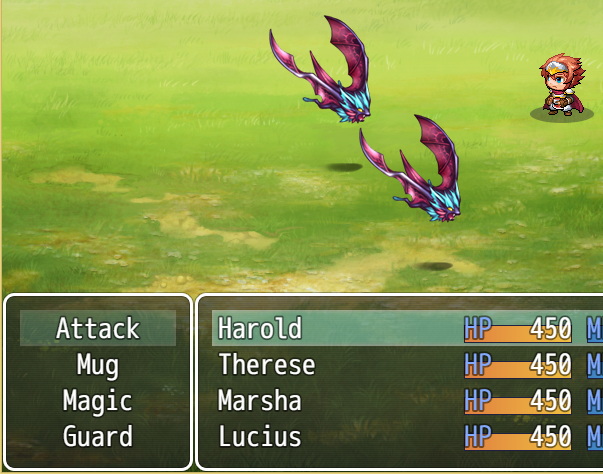 Attack
Mug
Magic
Guard
Harold HP 450 M
Therese HP 450 M
Marsha HP 450 M
Lucius HP 450 M